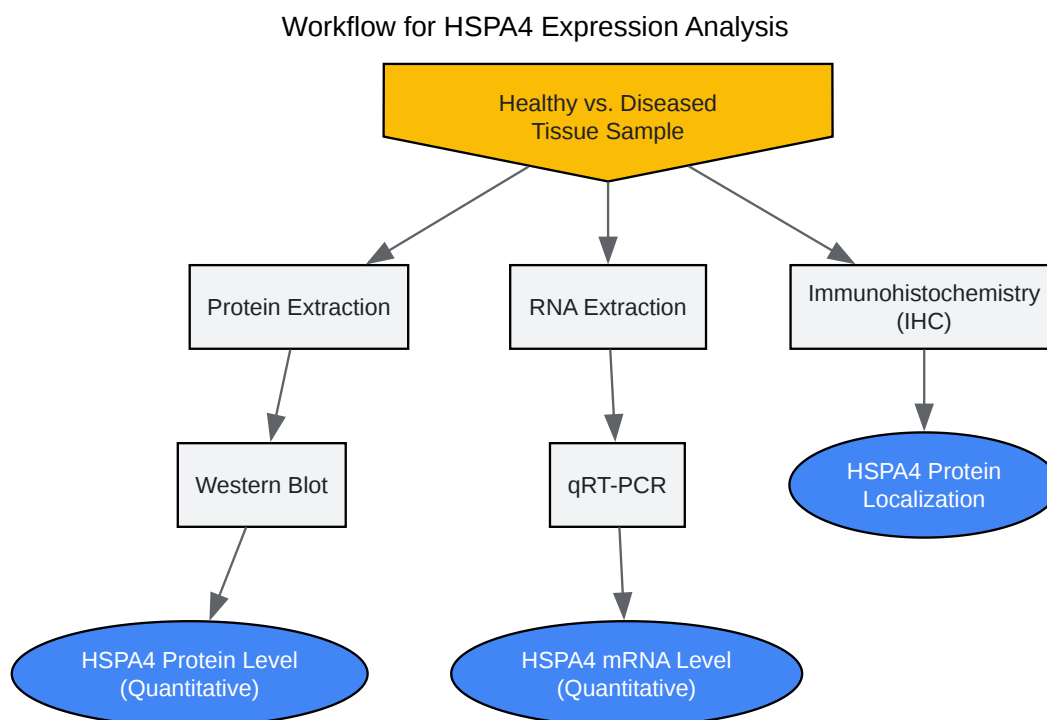 Workflow for HSPA4 Expression Analysis
Healthy vs. Diseased
Tissue Sample
Protein Extraction
RNA Extraction
Immunohistochemistry
(IHC)
Western Blot
qRT-PCR
HSPA4 Protein
Localization
HSPA4 Protein Level
(Quantitative)
HSPA4 mRNA Level
(Quantitative)